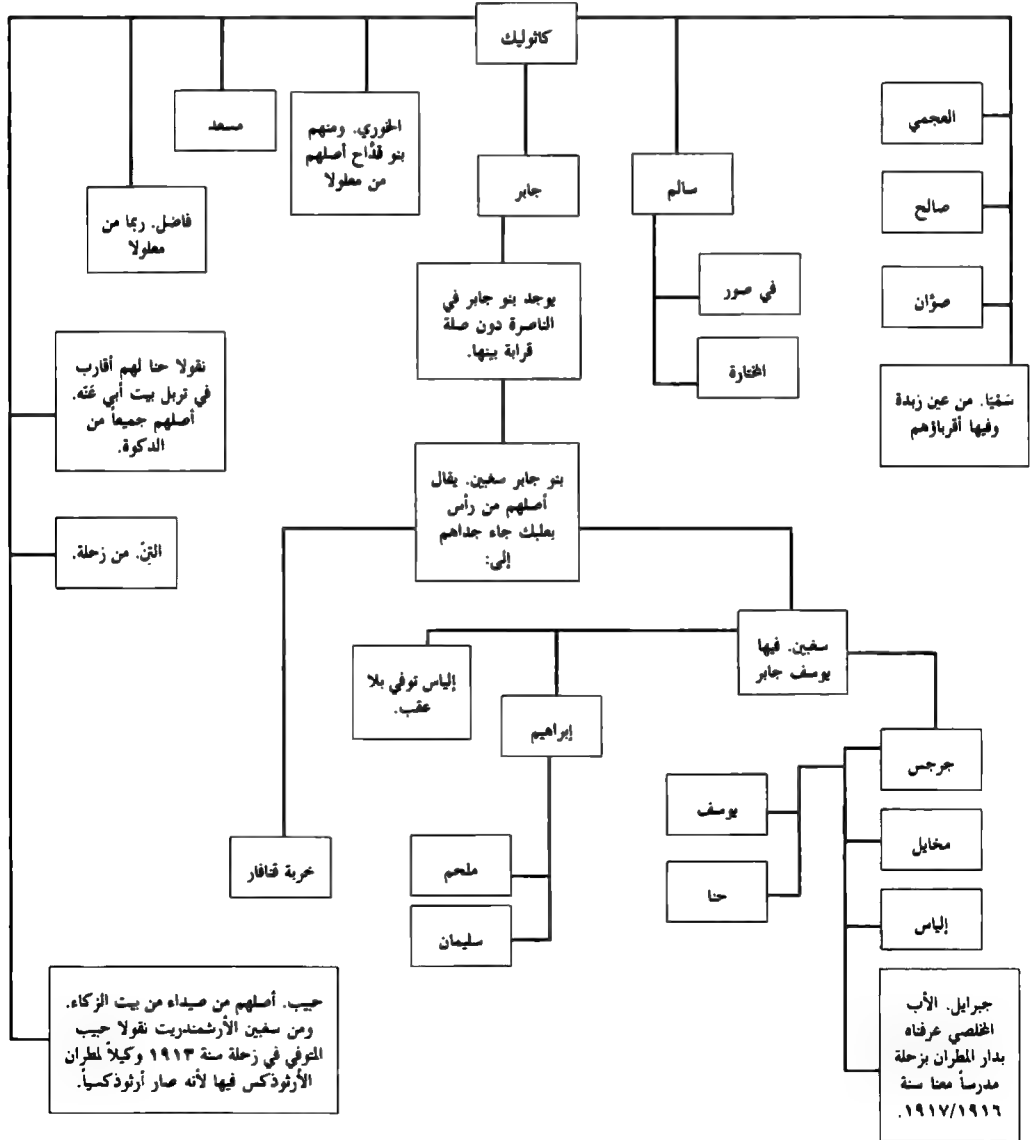 كاثوليك
العجمي
صالح
صوّان
سَقيّا. من عين زبدة
وفيها أقرباؤهم
سالم
في صور
المختارة
جابر
يوجد بنو جابر في
الناصرة دون صلة
قرابة بينها.
بنو جابر سغبين. يقال
أصلهم من رأس
بعلبك جاء جداهم
إلى:
سغبين. فيها
يوسف جابر
جرجس
مخايل
إلياس
جبرايل. الأب
المخلصي عرفناه
بدار المطران بزحلة
مدرساً معنا سنة
١٩١٧/١٩١٦.
يوسف
حنا
إبراهيم
ملحم
سليمان
إلياس توفي بلا
عقب.
خربة قنافار
الخوري. ومنهم
بنو قدّاح أصلهم
من معلولا
مسعد
فاضل. ربما من
معلولا
نقولا حنا لهم أقارب
في تربل بيت أبي عَنّه.
أصلهم جميعاً من
الدكوة.
التِنّ. من زحلة.
حبيب. أصلهم من صيداء من بيت الزكاء.
ومن سغبين الأرشمندريت نقولا حبيب
المتوفي في زحلة سنة ١٩١٣ وكيلاً لمطران
الأرثوذكس فيها لأنه صار أرثوذكسياً.